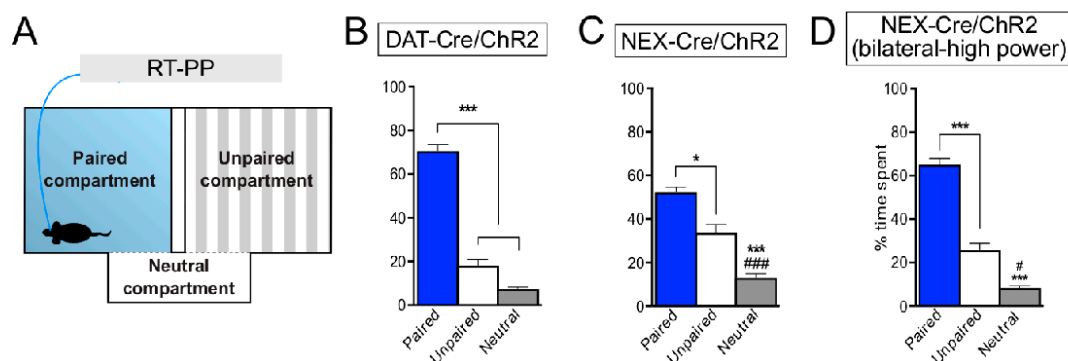 A
RT-PP
Paired
compartment
Unpaired
compartment
Neutral
compartment
B
DAT-Cre/ChR2
***
80
60
40
20
0
Paired
Unpaired
Neutral
C
NEX-Cre/ChR2
*
***
###
100
80
60
40
20
0
Paired
Unpaired
Neutral
D
NEX-Cre/ChR2
(bilateral-high power)
% time spent
***
#
***
100
80
60
40
20
0
Paired
Unpaired
Neutral